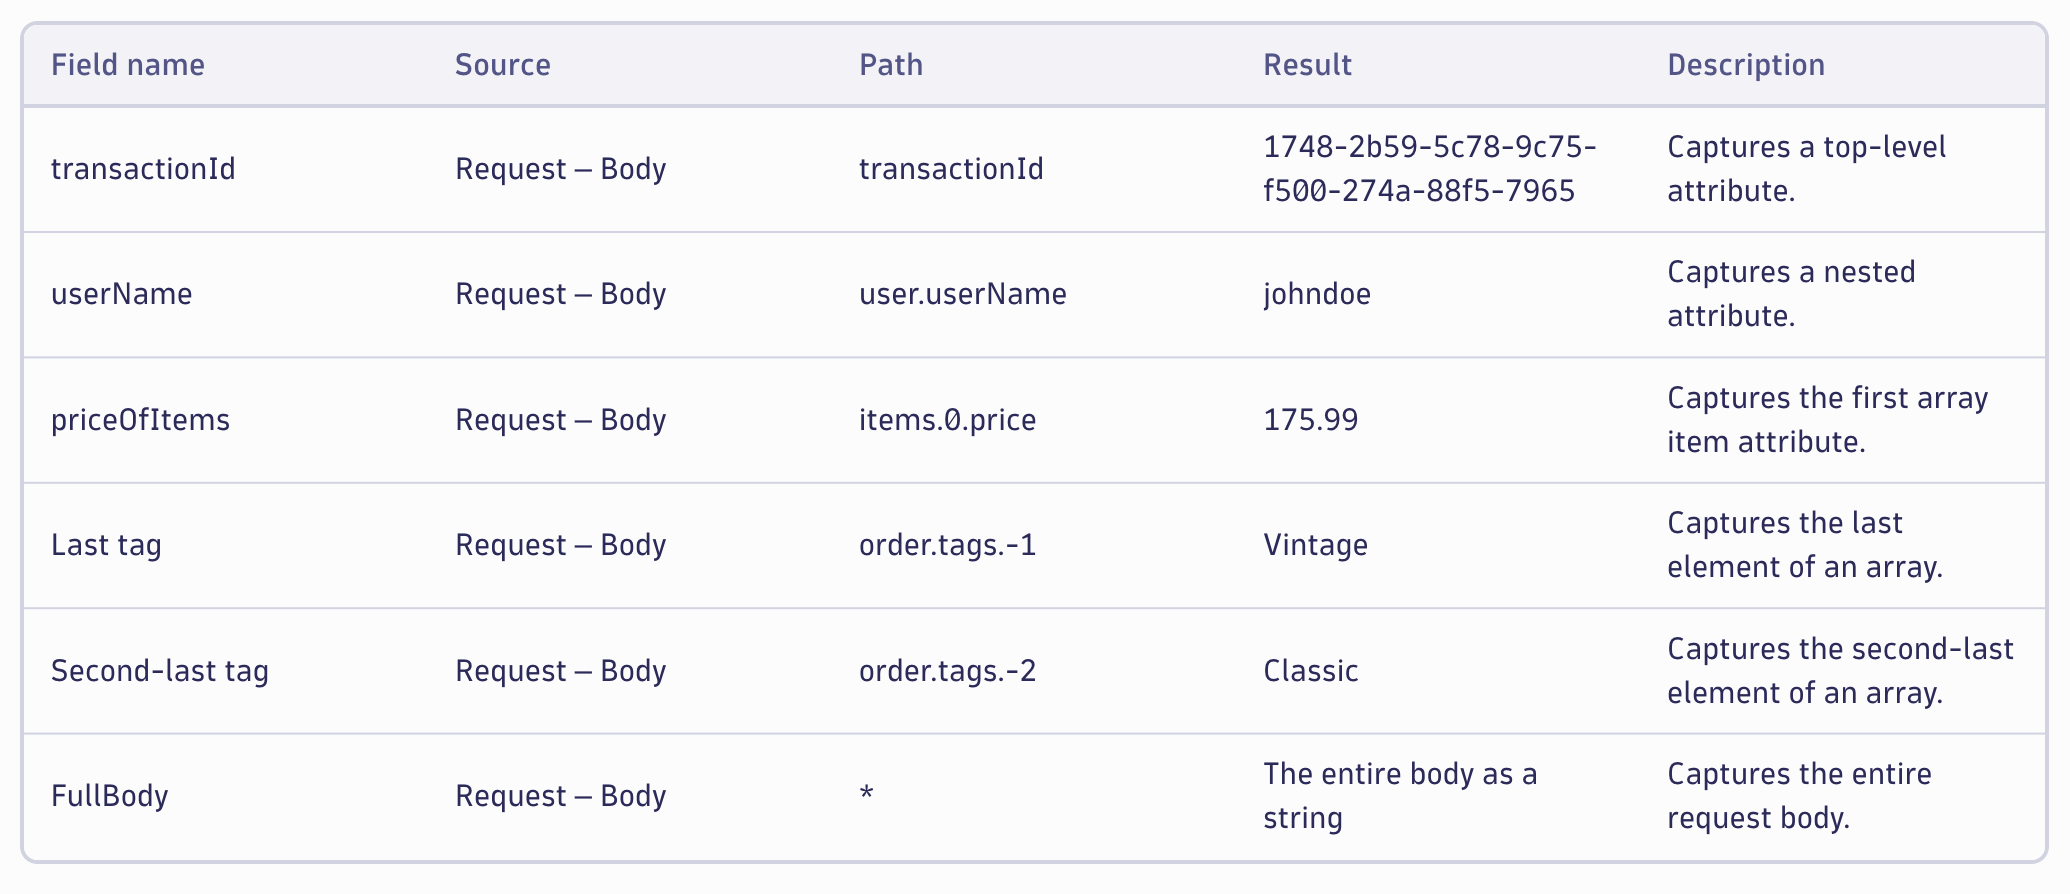 Field name Source Path Result Description
transactionId Request – Body transactionId 1748-2b59-5c78-9c75- Captures a top-level
f500-274a-88f5-7965 attribute.
userName Request – Body user.userName johndoe Captures a nested
attribute.
priceOfItems Request – Body items.0.price 175.99 Captures the first array
item attribute.
Last tag Request – Body order.tags.-1 Vintage Captures the last
element of an array.
Second-last tag Request – Body order.tags.-2 Classic Captures the second-last
element of an array.
FullBody Request – Body * The entire body as a Captures the entire
string request body.